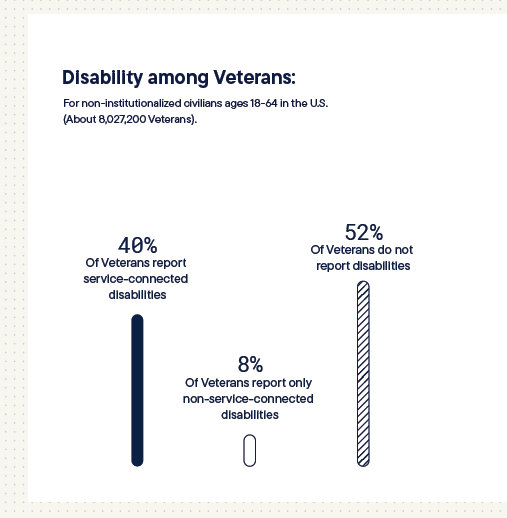 Disability among Veterans:
For non-institutionalized civilians ages 18-64 in the U.S.
(About 8,027,200 Veterans).
40%
Of Veterans report
service-connected
disabilities
8%
Of Veterans report only
non-service-connected
disabilities
52%
Of Veterans do not
report disabilities